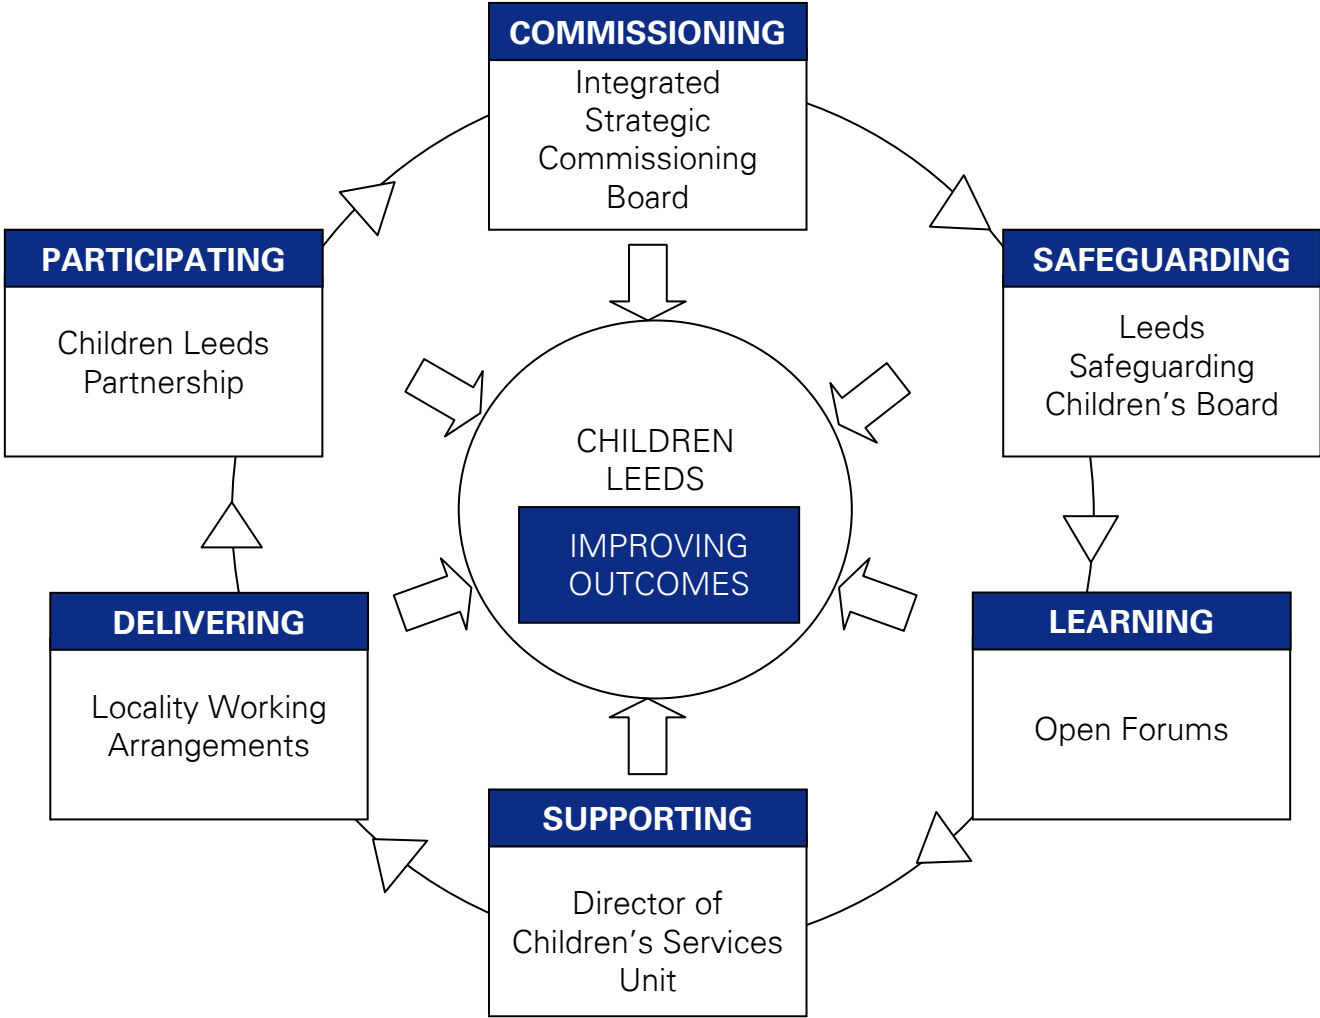 COMMISSIONING
Integrated
Strategic
Commissioning
Board
PARTICIPATING
Children Leeds
Partnership
SAFEGUARDING
Leeds
Safeguarding
Children’s Board
CHILDREN
LEEDS
IMPROVING
OUTCOMES
DELIVERING
Locality Working
Arrangements
LEARNING
Open Forums
SUPPORTING
Director of
Children’s Services
Unit